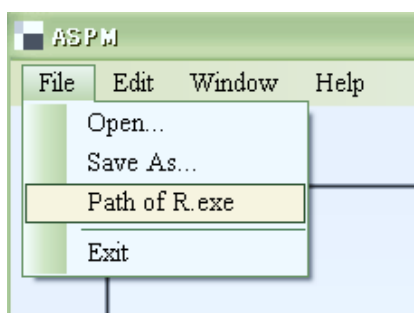 ASPM
File Edit Window Help
Open...
Save As...
Path of R.exe
Exit